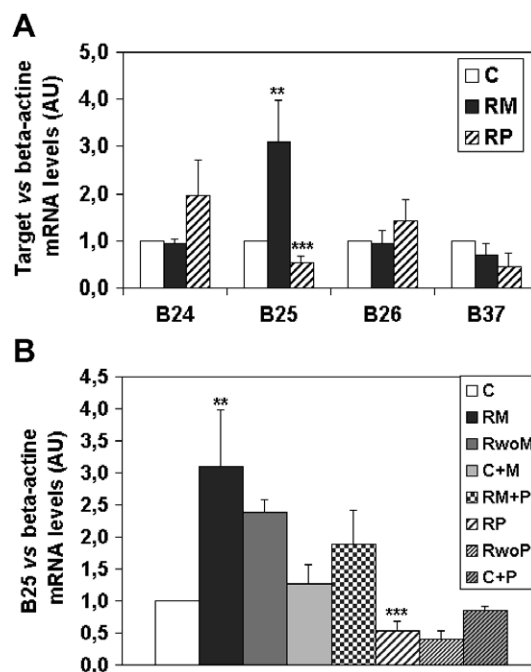 A
Target vs beta-actine
mRNA levels (AU)
5,0
4,0
3,0
2,0
1,0
0,0
**
***
C
RM
RP
B24
B25
B26
B37
B
B25 vs beta-actine
mRNA levels (AU)
4,5
4,0
3,5
3,0
2,5
2,0
1,5
1,0
0,5
0,0
**
***
C
RM
RwoM
C+M
RM+P
RP
RwoP
C+P